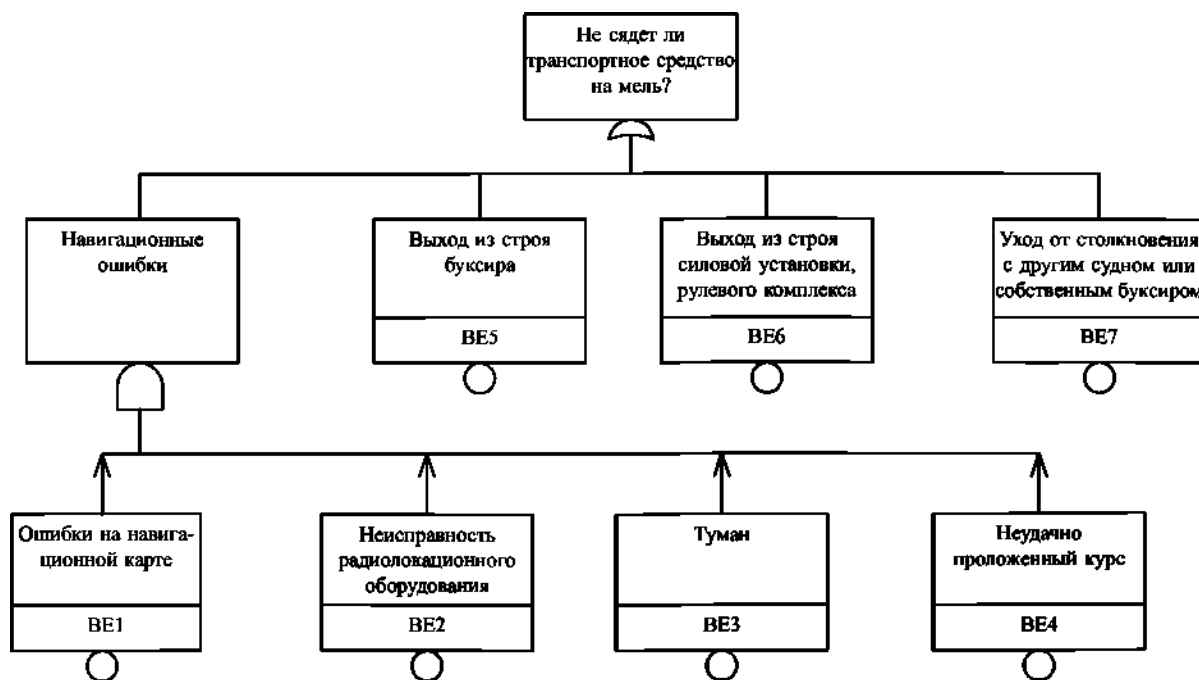 Не сядет ли
транспортное средство
на мель?
Навигационные
ошибки
Выход из строя
буксира
BE5
Выход из строя
силовой установки,
рулевого комплекса
BE6
Уход от столкновения
с другим судном или
собственным буксиром
BE7
Ошибки на навига-
ционной карте
BE1
Неисправность
радиолокационного
оборудования
BE2
Туман
BE3
Неудачно
проложенный курс
BE4